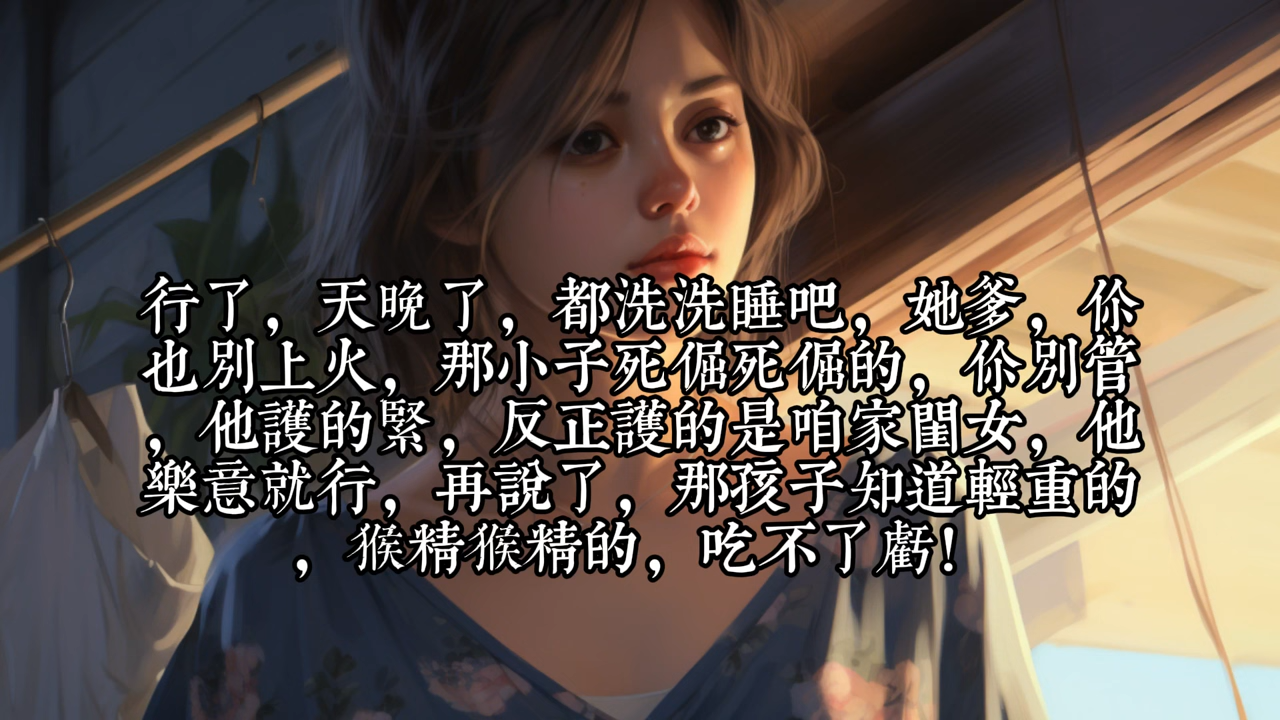 行了，天晚了，都洗洗睡吧，她爹，伱
也別上火，那小子死倔死倔的，伱別管
，他護的緊，反正護的是咱家閨女，他
樂意就行，再說了，那孩子知道輕重的
，猴精猴精的，吃不了虧！